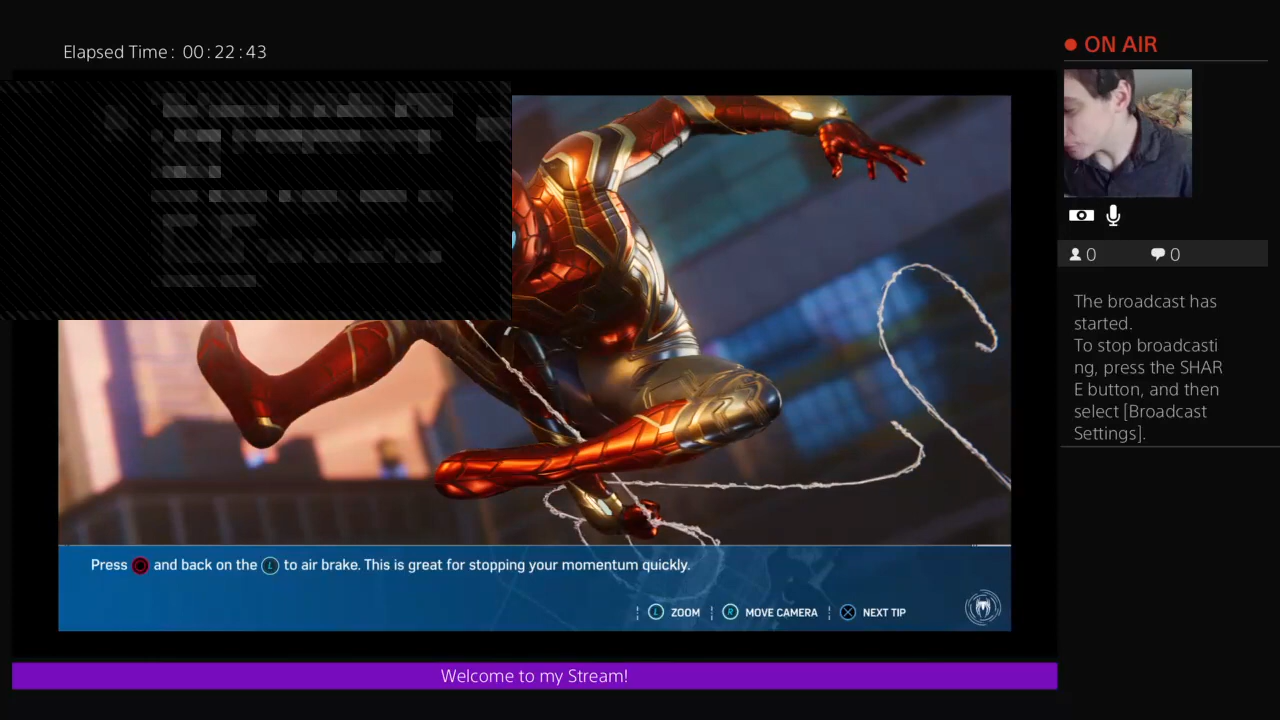 Elapsed Time: 00:22:43
ON AIR
0 0
The broadcast has
started.
To stop broadcasti
ng, press the SHAR
E button, and then
select [Broadcast
Settings].
Press and back on the L to air brake. This is great for stopping your momentum quickly.
L ZOOM R MOVE CAMERA NEXT TIP
Welcome to my Stream!